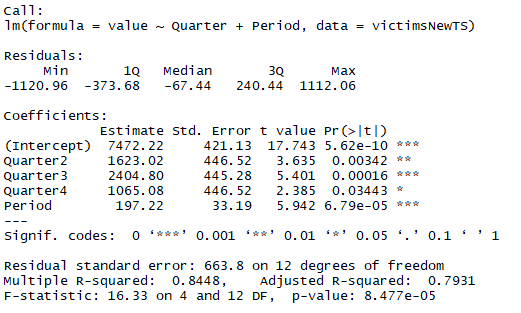 Call:
lm(formula = value ~ Quarter + Period, data = victimsNewTS)
Residuals:
Min 1Q Median 3Q Max
-1120.96 -373.68 -67.44 240.44 1112.06
Coefficients:
Estimate Std. Error t value Pr(>|t|)
(Intercept) 7472.22 421.13 17.743 5.62e-10 ***
Quarter2 1623.02 446.52 3.635 0.00342 **
Quarter3 2404.80 445.28 5.401 0.00016 ***
Quarter4 1065.08 446.52 2.385 0.03443 *
Period 197.22 33.19 5.942 6.79e-05 ***
---
Signif. codes: 0 ‘***’ 0.001 ‘**’ 0.01 ‘*’ 0.05 ‘.’ 0.1 ‘ ’ 1
Residual standard error: 663.8 on 12 degrees of freedom
Multiple R-squared: 0.8448, Adjusted R-squared: 0.7931
F-statistic: 16.33 on 4 and 12 DF, p-value: 8.477e-05